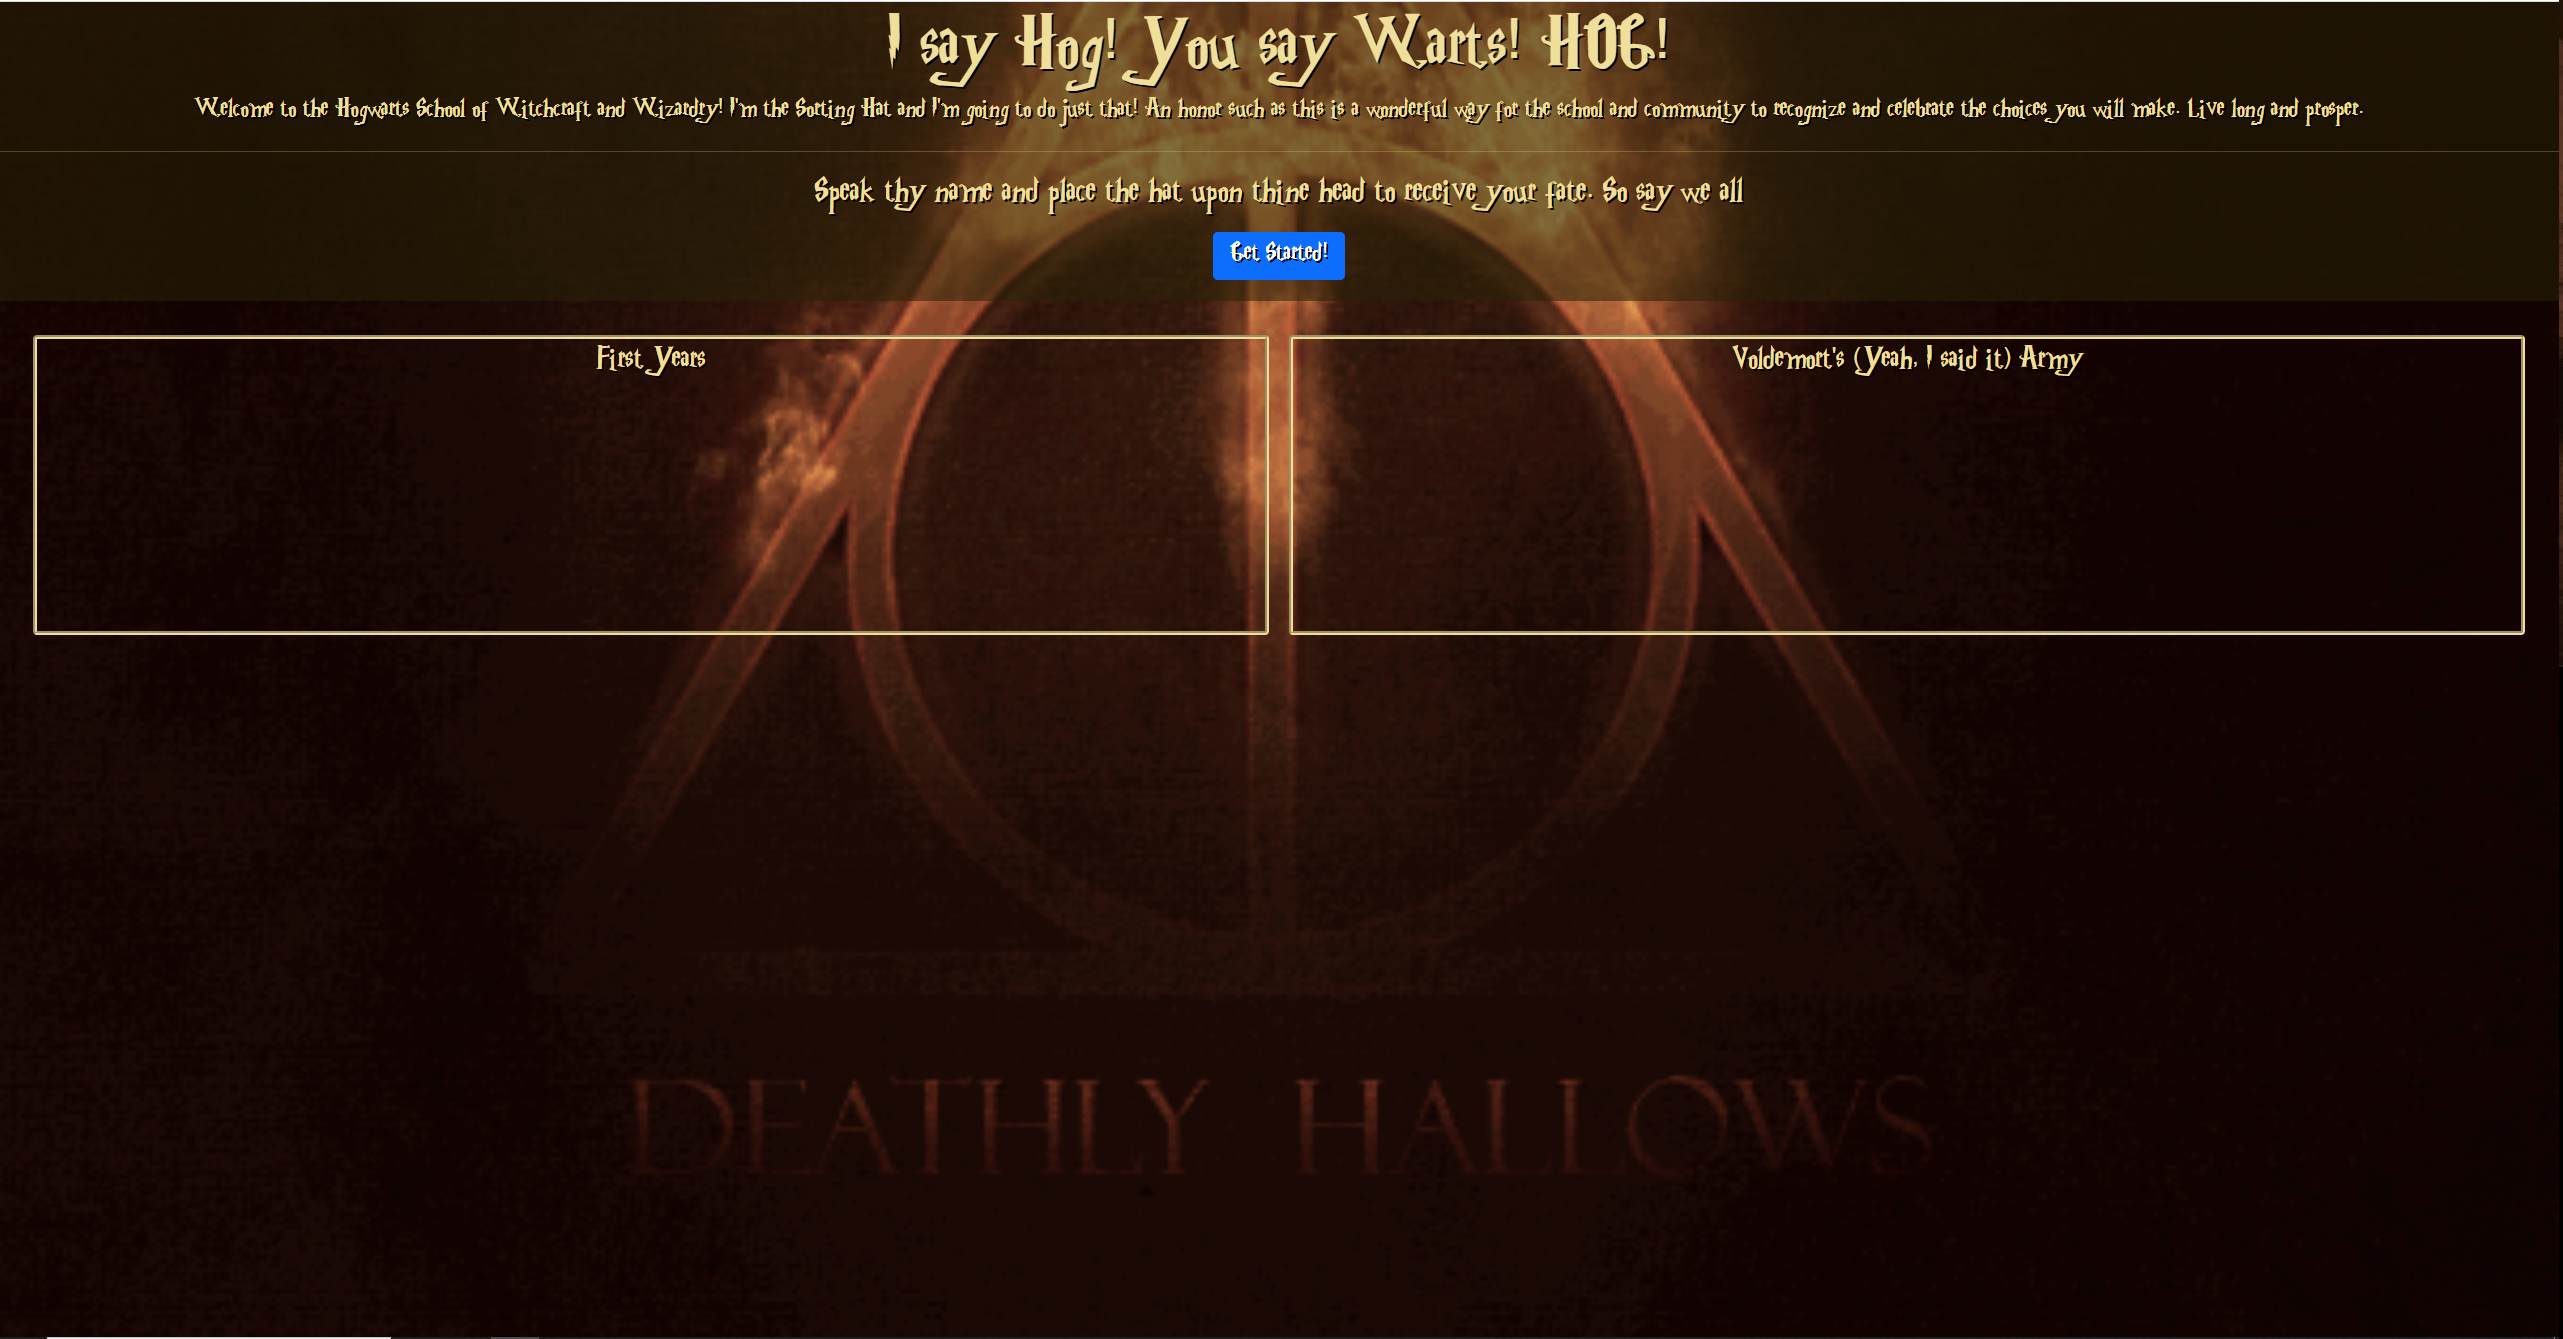 I say Hog! You say Warts! HOG!
Welcome to the Hogwarts School of Witchcraft and Wizardry! I'm the Sorting Hat and I'm going to do just that! An honor such as this is a wonderful way for the school and community to recognize and celebrate the choices you will make. Live long and prosper.
Speak thy name and place the hat upon thine head to receive your fate. So say we all
Get Started!
First Years
Voldemort's (Yeah, I said it) Army
DEATHLY HALLOWS